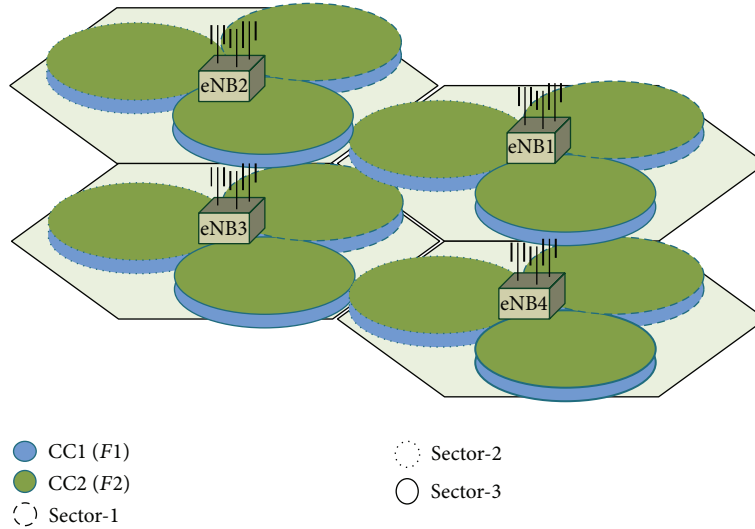 eNB2
eNB1
eNB3
eNB4
CC1 (F1)
CC2 (F2)
Sector-1
Sector-2
Sector-3